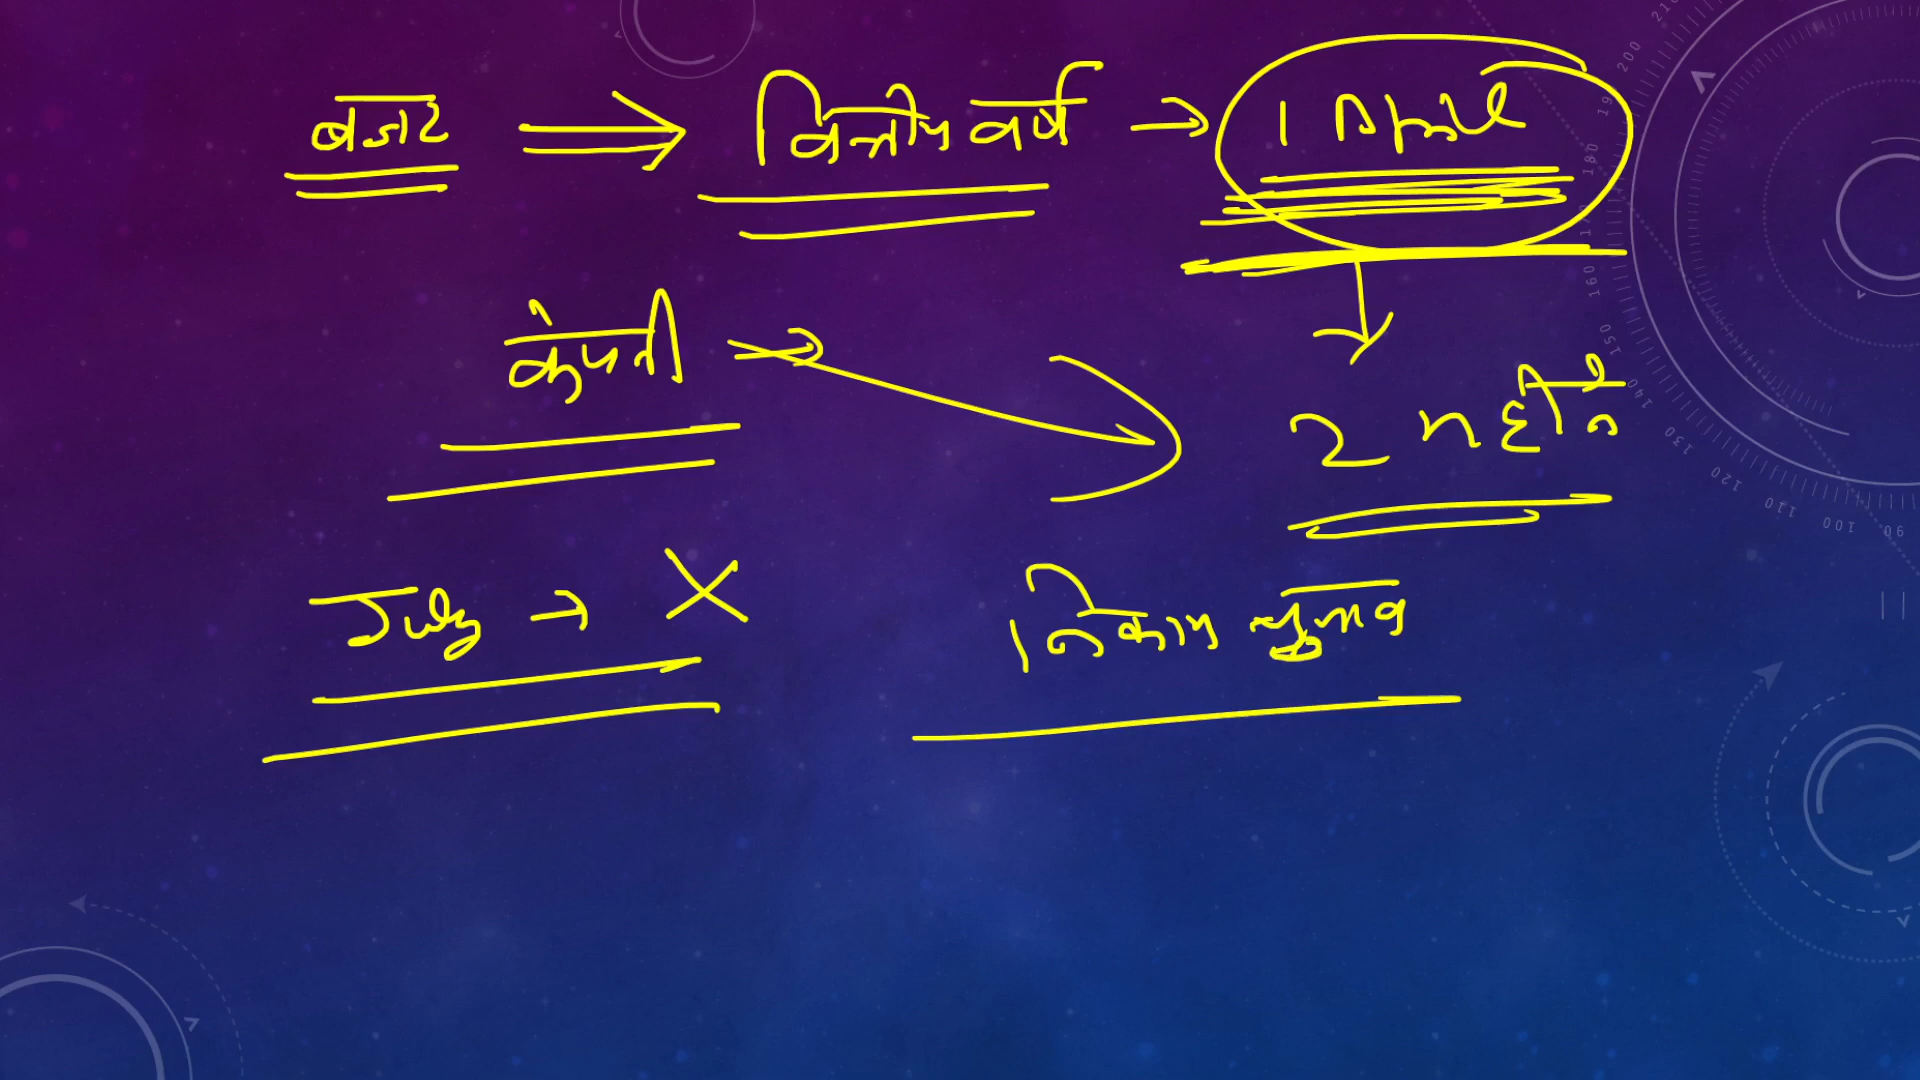 बजट ⇒ वित्तीय वर्ष → 1 अप्रैल
कंपनी →
2 महीने
July → X
निकाय चुनाव